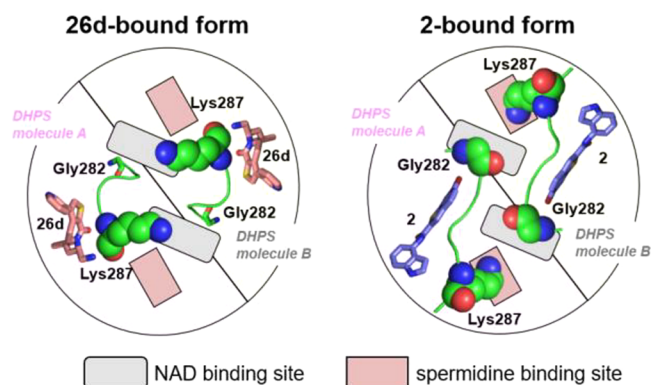 26d-bound form
2-bound form
Lys287
DHPS
molecule A
26d
Gly282
Gly282
26d
DHPS
molecule B
Lys287
Lys287
DHPS
molecule A
2
Gly282
Gly282
2
DHPS
molecule B
Lys287
NAD binding site
spermidine binding site